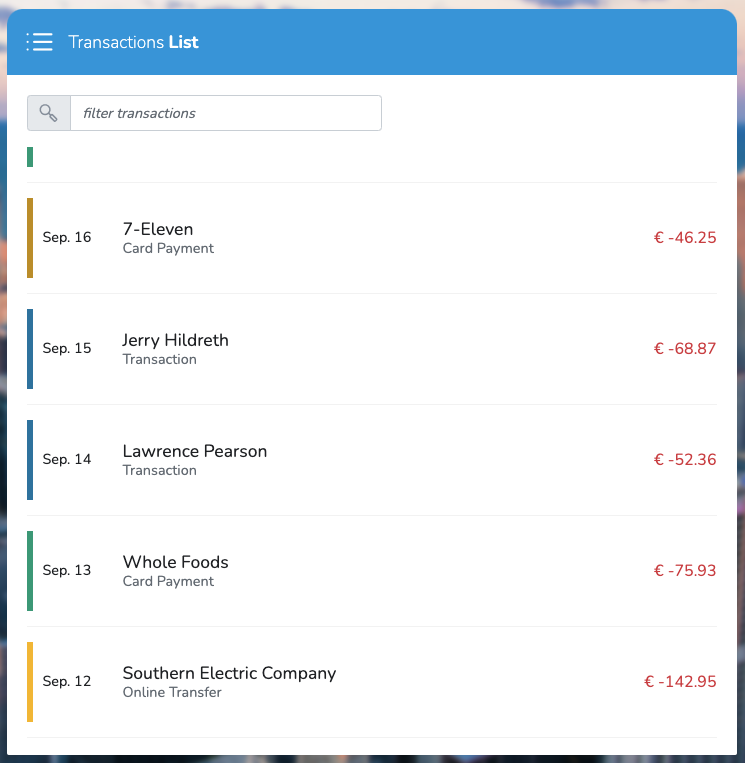 Transactions List
filter transactions
Sep. 16
7-Eleven
Card Payment
€ -46.25
Sep. 15
Jerry Hildreth
Transaction
€ -68.87
Sep. 14
Lawrence Pearson
Transaction
€ -52.36
Sep. 13
Whole Foods
Card Payment
€ -75.93
Sep. 12
Southern Electric Company
Online Transfer
€ -142.95